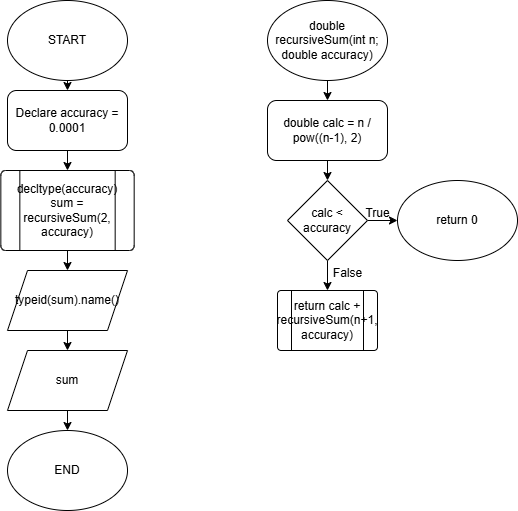 START
Declare accuracy =
0.0001
decltype(accuracy)
sum =
recursiveSum(2,
accuracy)
typeid(sum).name()
sum
END
double
recursiveSum(int n;
double accuracy)
double calc = n /
pow((n-1), 2)
calc <
accuracy
True
return 0
False
return calc +
recursiveSum(n+1,
accuracy)